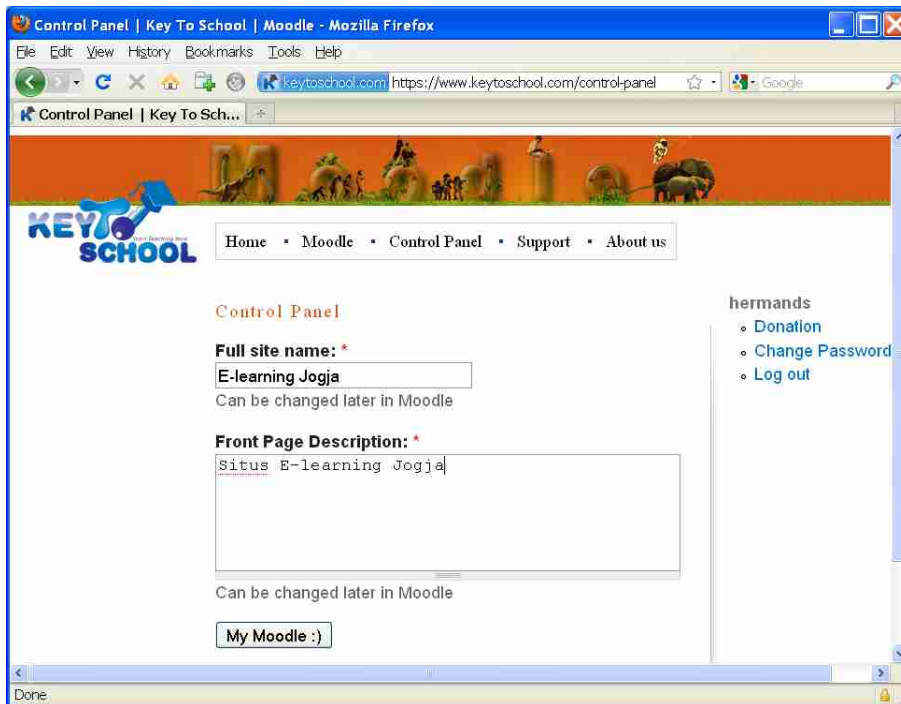 Control Panel | Key To School | Moodle - Mozilla Firefox
File Edit View History Bookmarks Tools Help
keytoschool.com https://www.keytoschool.com/control-panel Google
Control Panel | Key To Sch...
Moodle
KEY TO
SCHOOL
Home Moodle Control Panel Support About us
hermands
Control Panel
Donation
Full site name: *
Change Password
E-learning Jogja
Log out
Can be changed later in Moodle
Front Page Description: *
Situs E-learning Jogja
Can be changed later in Moodle
My Moodle :)
Done